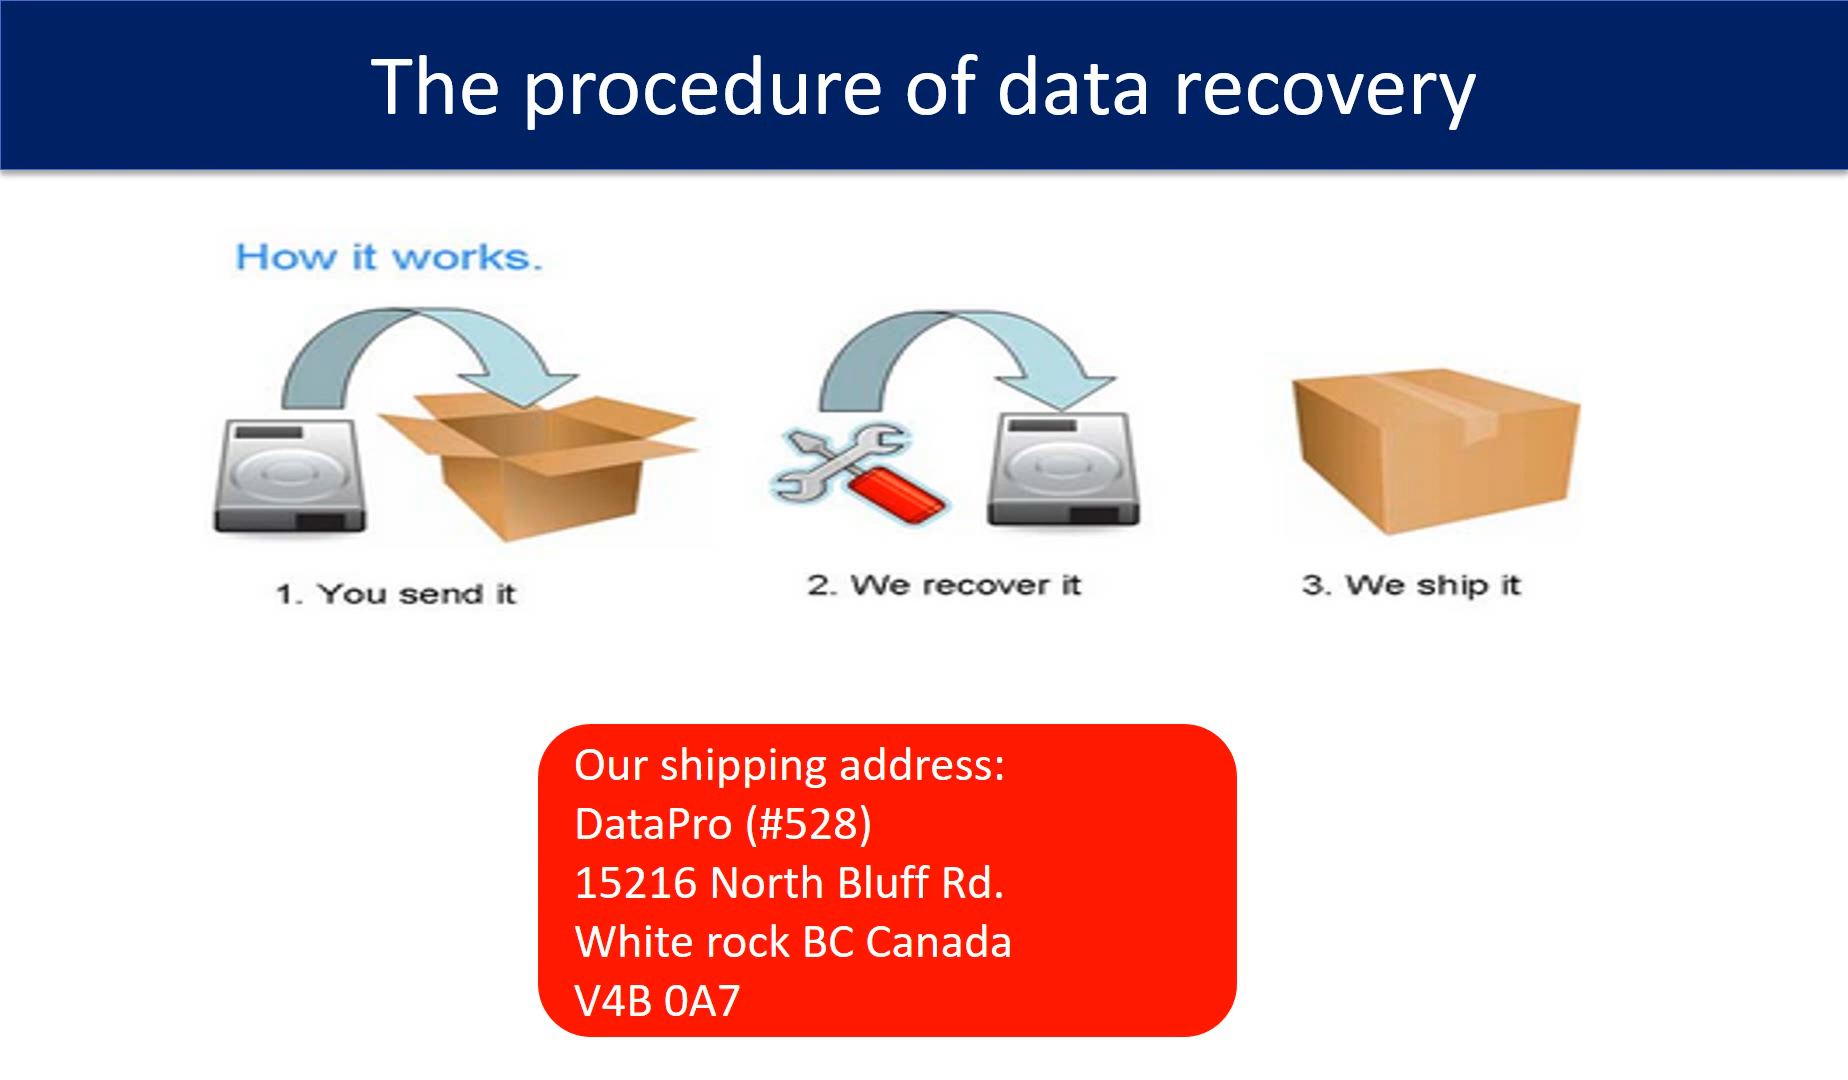 The procedure of data recovery
How it works.
1. You send it
2. We recover it
3. We ship it
Our shipping address:
DataPro (#528)
15216 North Bluff Rd.
White rock BC Canada
V4B 0A7